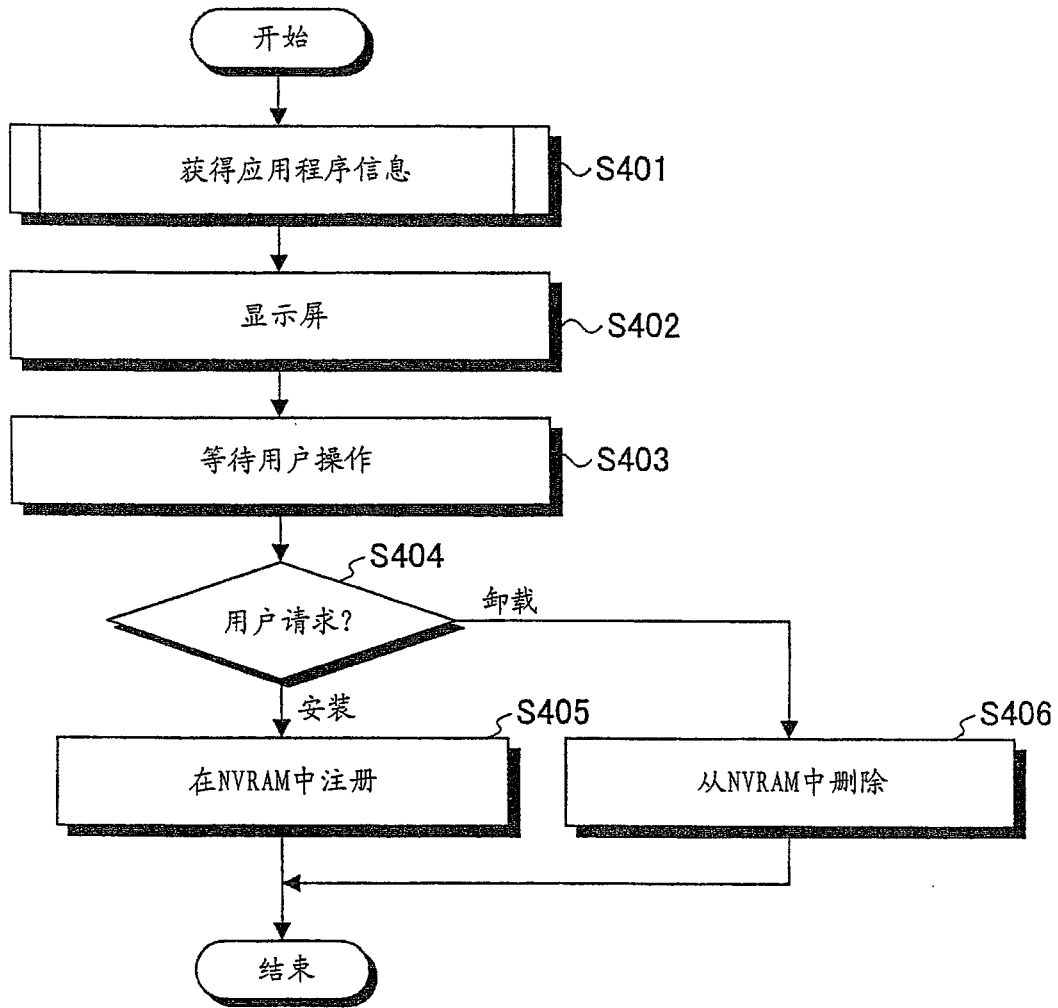 开始
获得应用程序信息
S401
显示屏
S402
等待用户操作
S403
S404
用户请求?
卸载
安装
S405
S406
在NVRAM中注册
从NVRAM中删除
结束